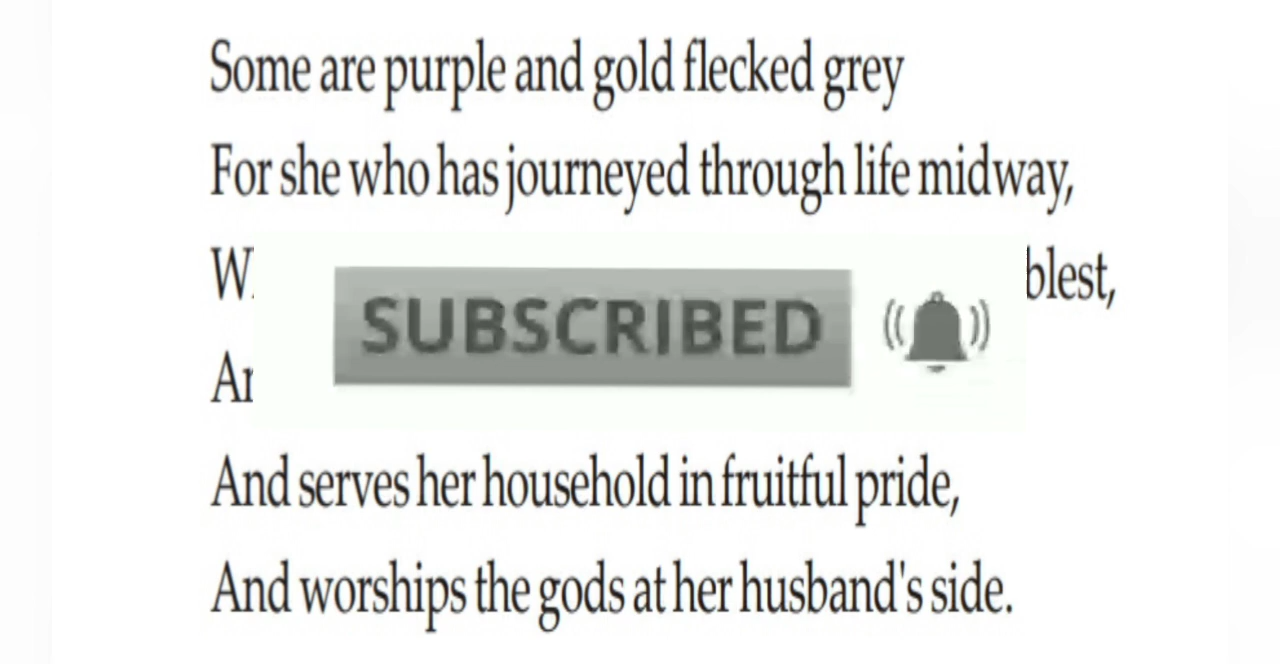 Some are purple and gold flecked grey
For she who has journeyed through life midway,
SUBSCRIBED
And serves her household in fruitful pride,
And worships the gods at her husband's side.